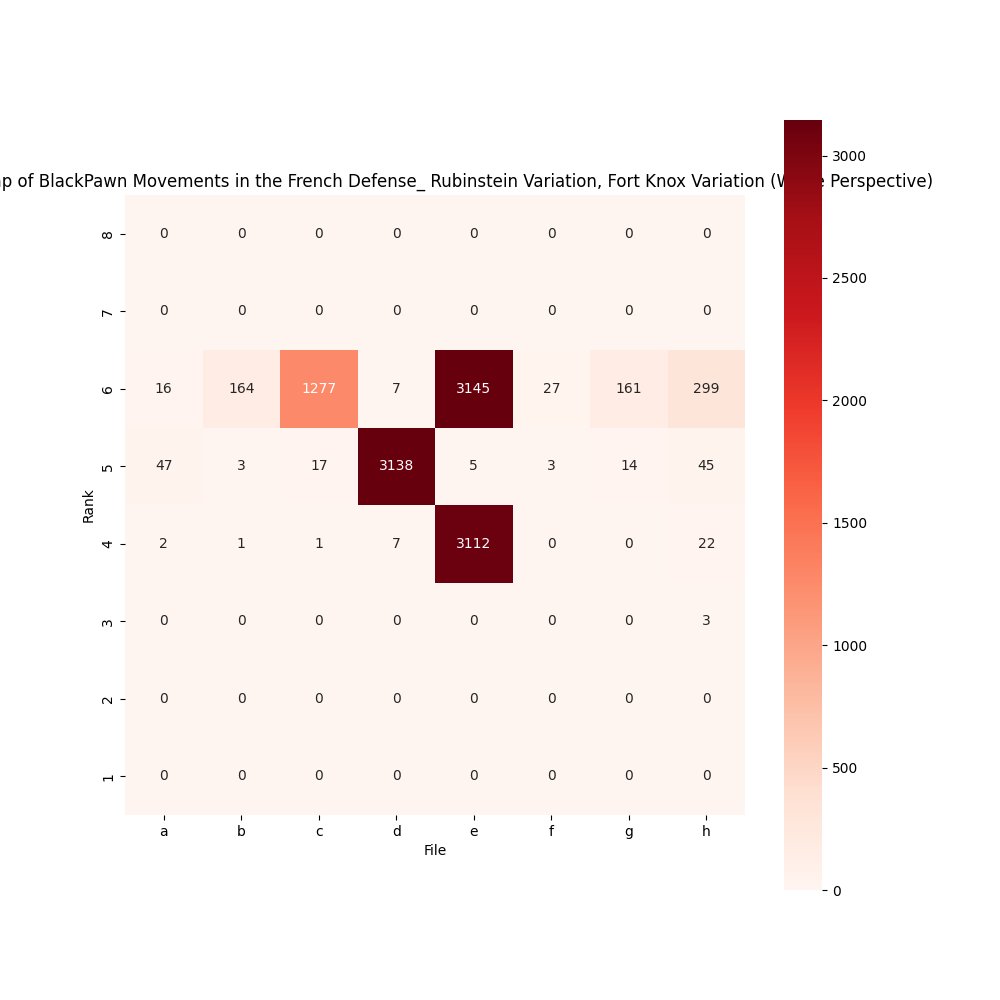 p of BlackPawn Movements in the French Defense_ Rubinstein Variation, Fort Knox Variation (W e Perspective)
3000
2500
2000
1500
1000
500
0
8 0 0 0 0 0 0 0 0
7 0 0 0 0 0 0 0 0
6 16 164 1277 7 3145 27 161 299
5 47 3 17 3138 5 3 14 45
4 2 1 1 7 3112 0 0 22
3 0 0 0 0 0 0 0 3
2 0 0 0 0 0 0 0 0
1 0 0 0 0 0 0 0 0
Rank
a b c d e f g h
File